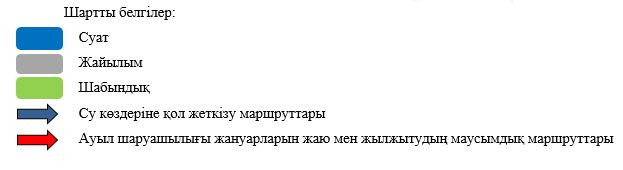 Шартты белгілер:
Суат
Жайылым
Шабындық
Су көздеріне қол жеткізу маршруттары
Ауыл шаруашылығы жануарларын жаю мен жылжытудың маусымдық маршруттары